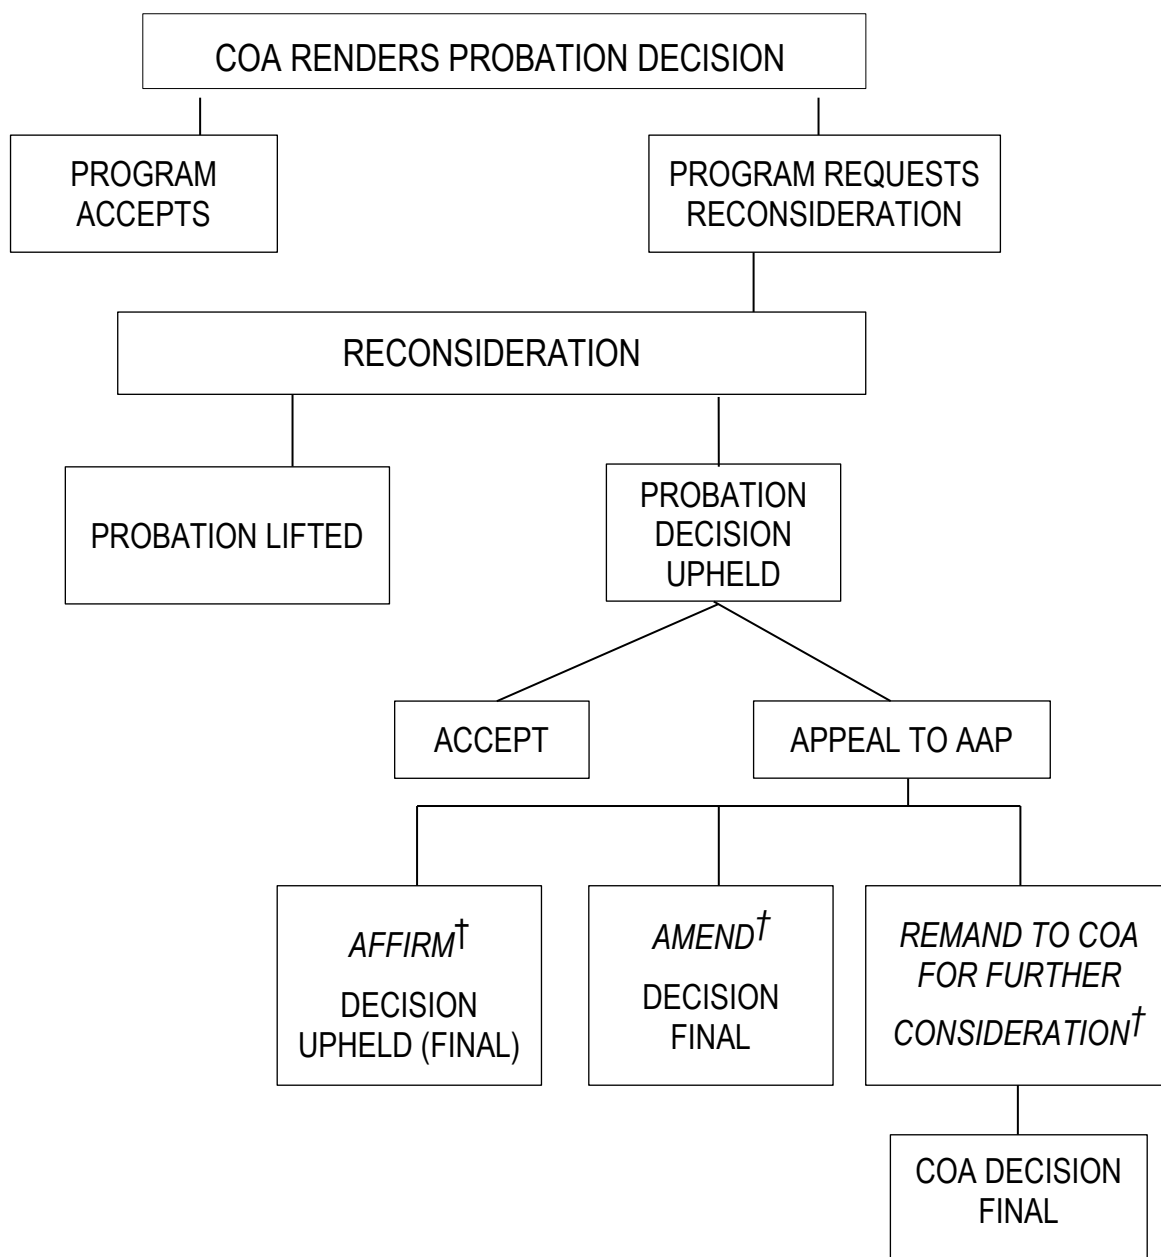 COA RENDERS PROBATION DECISION
PROGRAM
ACCEPTS
PROGRAM REQUESTS
RECONSIDERATION
RECONSIDERATION
PROBATION LIFTED
PROBATION
DECISION
UPHELD
ACCEPT
APPEAL TO AAP
AFFIRM†
DECISION
UPHELD (FINAL)
AMEND†
DECISION
FINAL
REMAND TO COA
FOR FURTHER
CONSIDERATION†
COA DECISION
FINAL